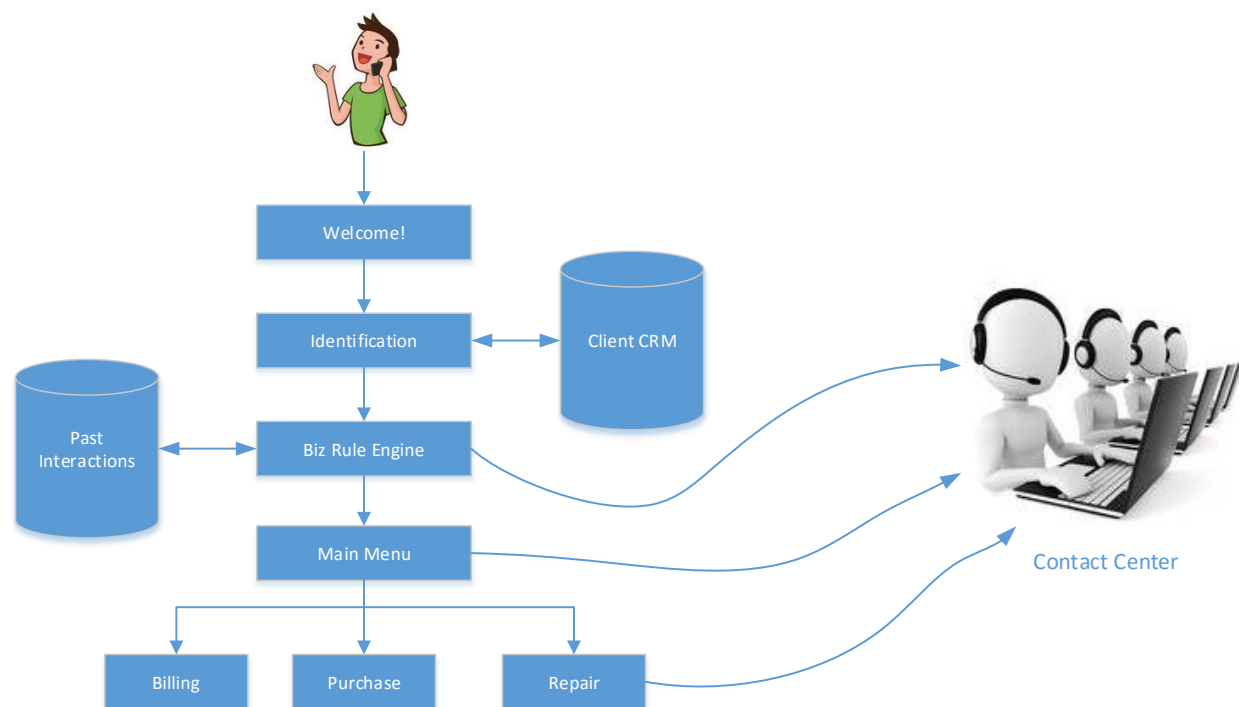 Welcome!
Identification
Client CRM
Past
Interactions
Biz Rule Engine
Main Menu
Contact Center
Billing
Purchase
Repair